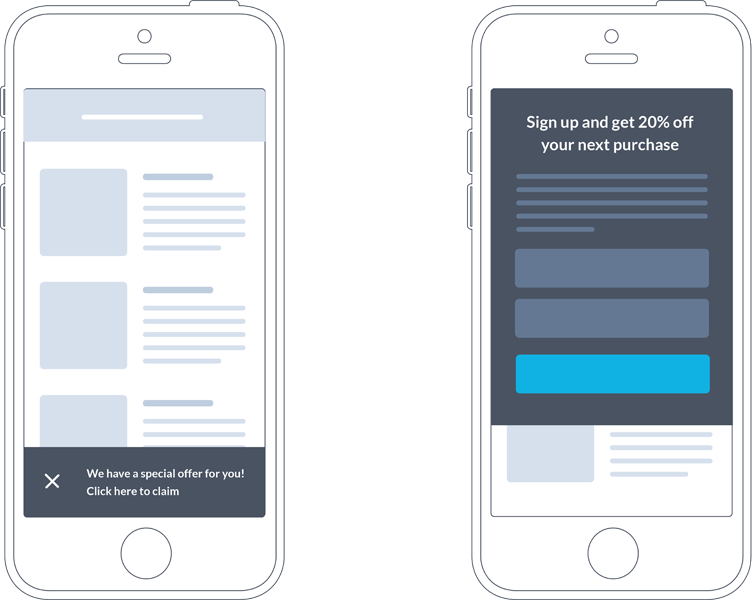 We have a special offer for you!
Click here to claim
Sign up and get 20% off
your next purchase